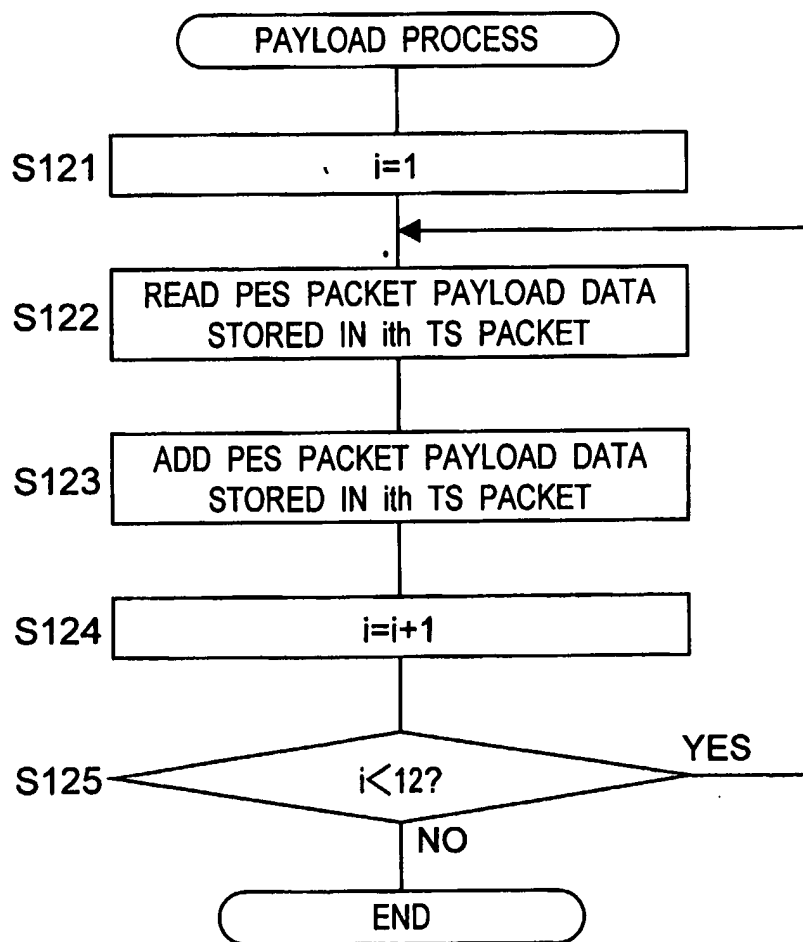 PAYLOAD PROCESS
S121
i=1
S122
READ PES PACKET PAYLOAD DATA
STORED IN ith TS PACKET
S123
ADD PES PACKET PAYLOAD DATA
STORED IN ith TS PACKET
S124
i=i+1
S125
i<12?
YES
NO
END